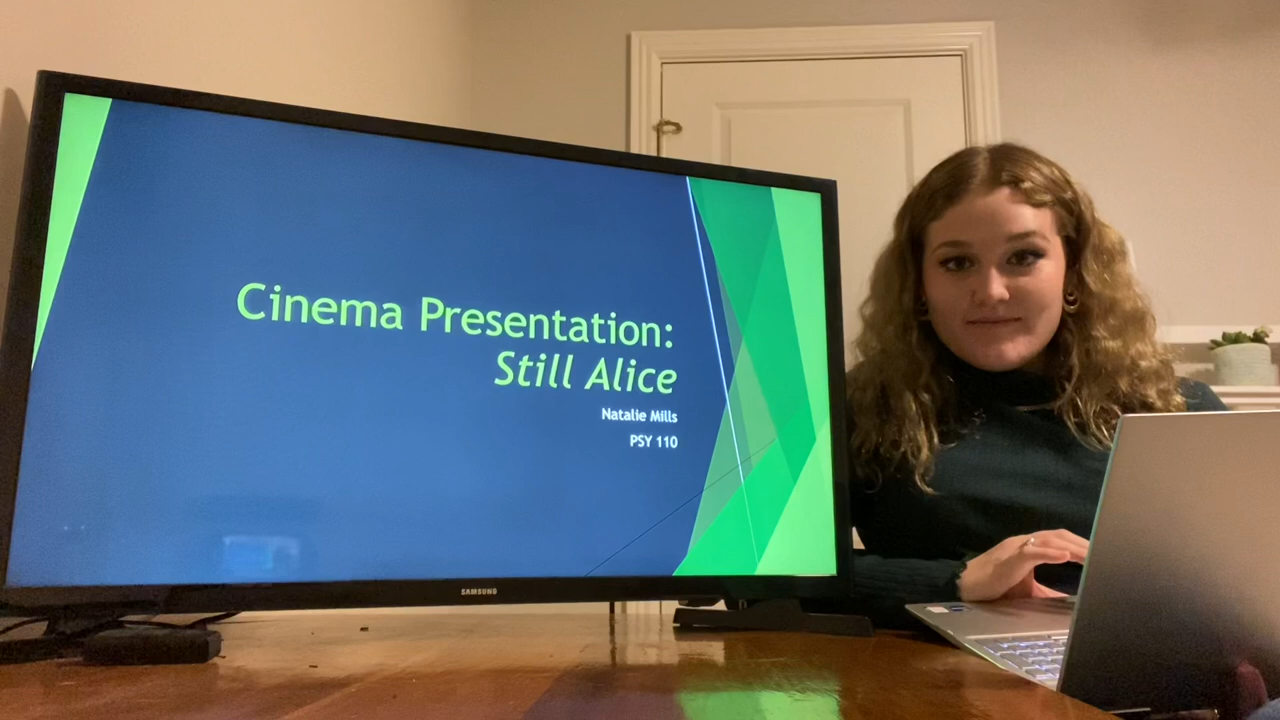 Cinema Presentation:
Still Alice
Natalie Mills
PSY 110
SAMSUNG